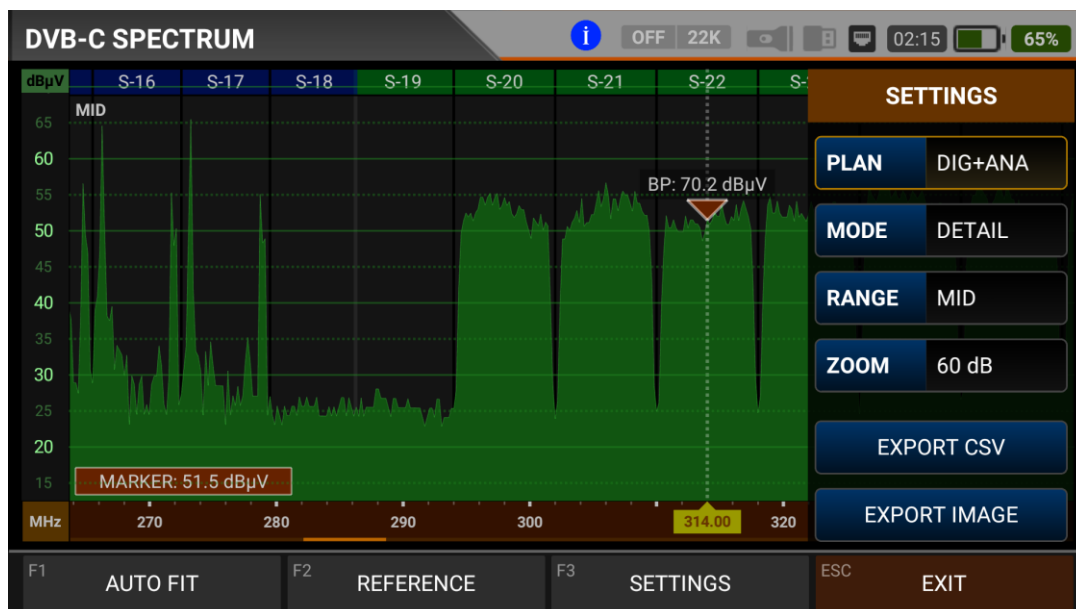 DVB-C SPECTRUM
i OFF 22K 02:15 65%
dBµV S-16 S-17 S-18 S-19 S-20 S-21 S-22 S-
MID
65
60
55
50
45
40
35
30
25
20
15
BP: 70.2 dBµV
MARKER: 51.5 dBµV
MHz 270 280 290 300 314.00 320
SETTINGS
PLAN DIG+ANA
MODE DETAIL
RANGE MID
ZOOM 60 dB
EXPORT CSV
EXPORT IMAGE
F1 AUTO FIT F2 REFERENCE F3 SETTINGS ESC EXIT